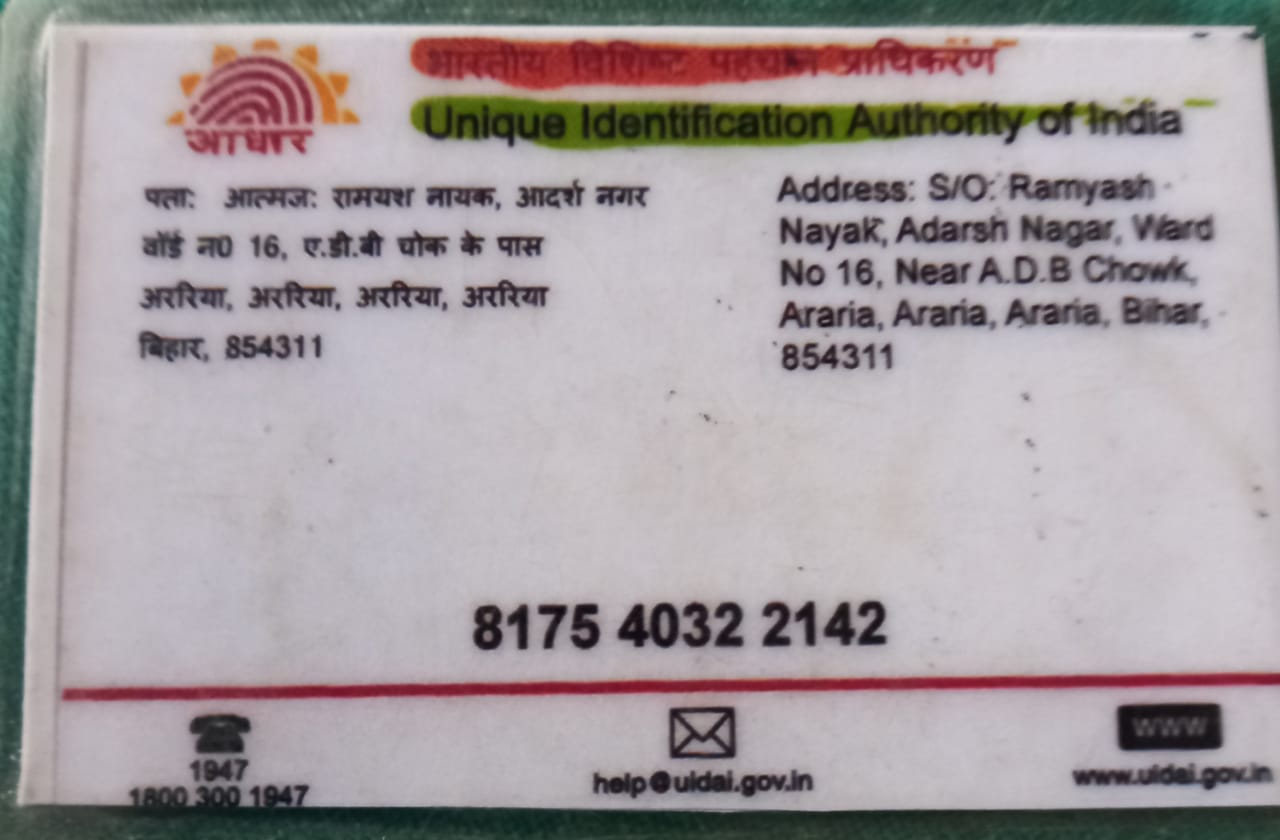 भारतीय विशिष्ट पहचान प्राधिकरण
Unique Identification Authority of India
आधार
पता: आत्मज: रामयश नायक, आदर्श नगर
वॉर्ड न0 16, ए.डी.बी चोक के पास
अररिया, अररिया, अररिया, अररिया
बिहार, 854311
Address: S/O: Ramyash
Nayak, Adarsh Nagar, Ward
No 16, Near A.D.B Chowk,
Araria, Araria, Araria, Bihar,
854311
8175 4032 2142
1947
1800 300 1947
help@uidai.gov.in
WWW
www.uidai.gov.in